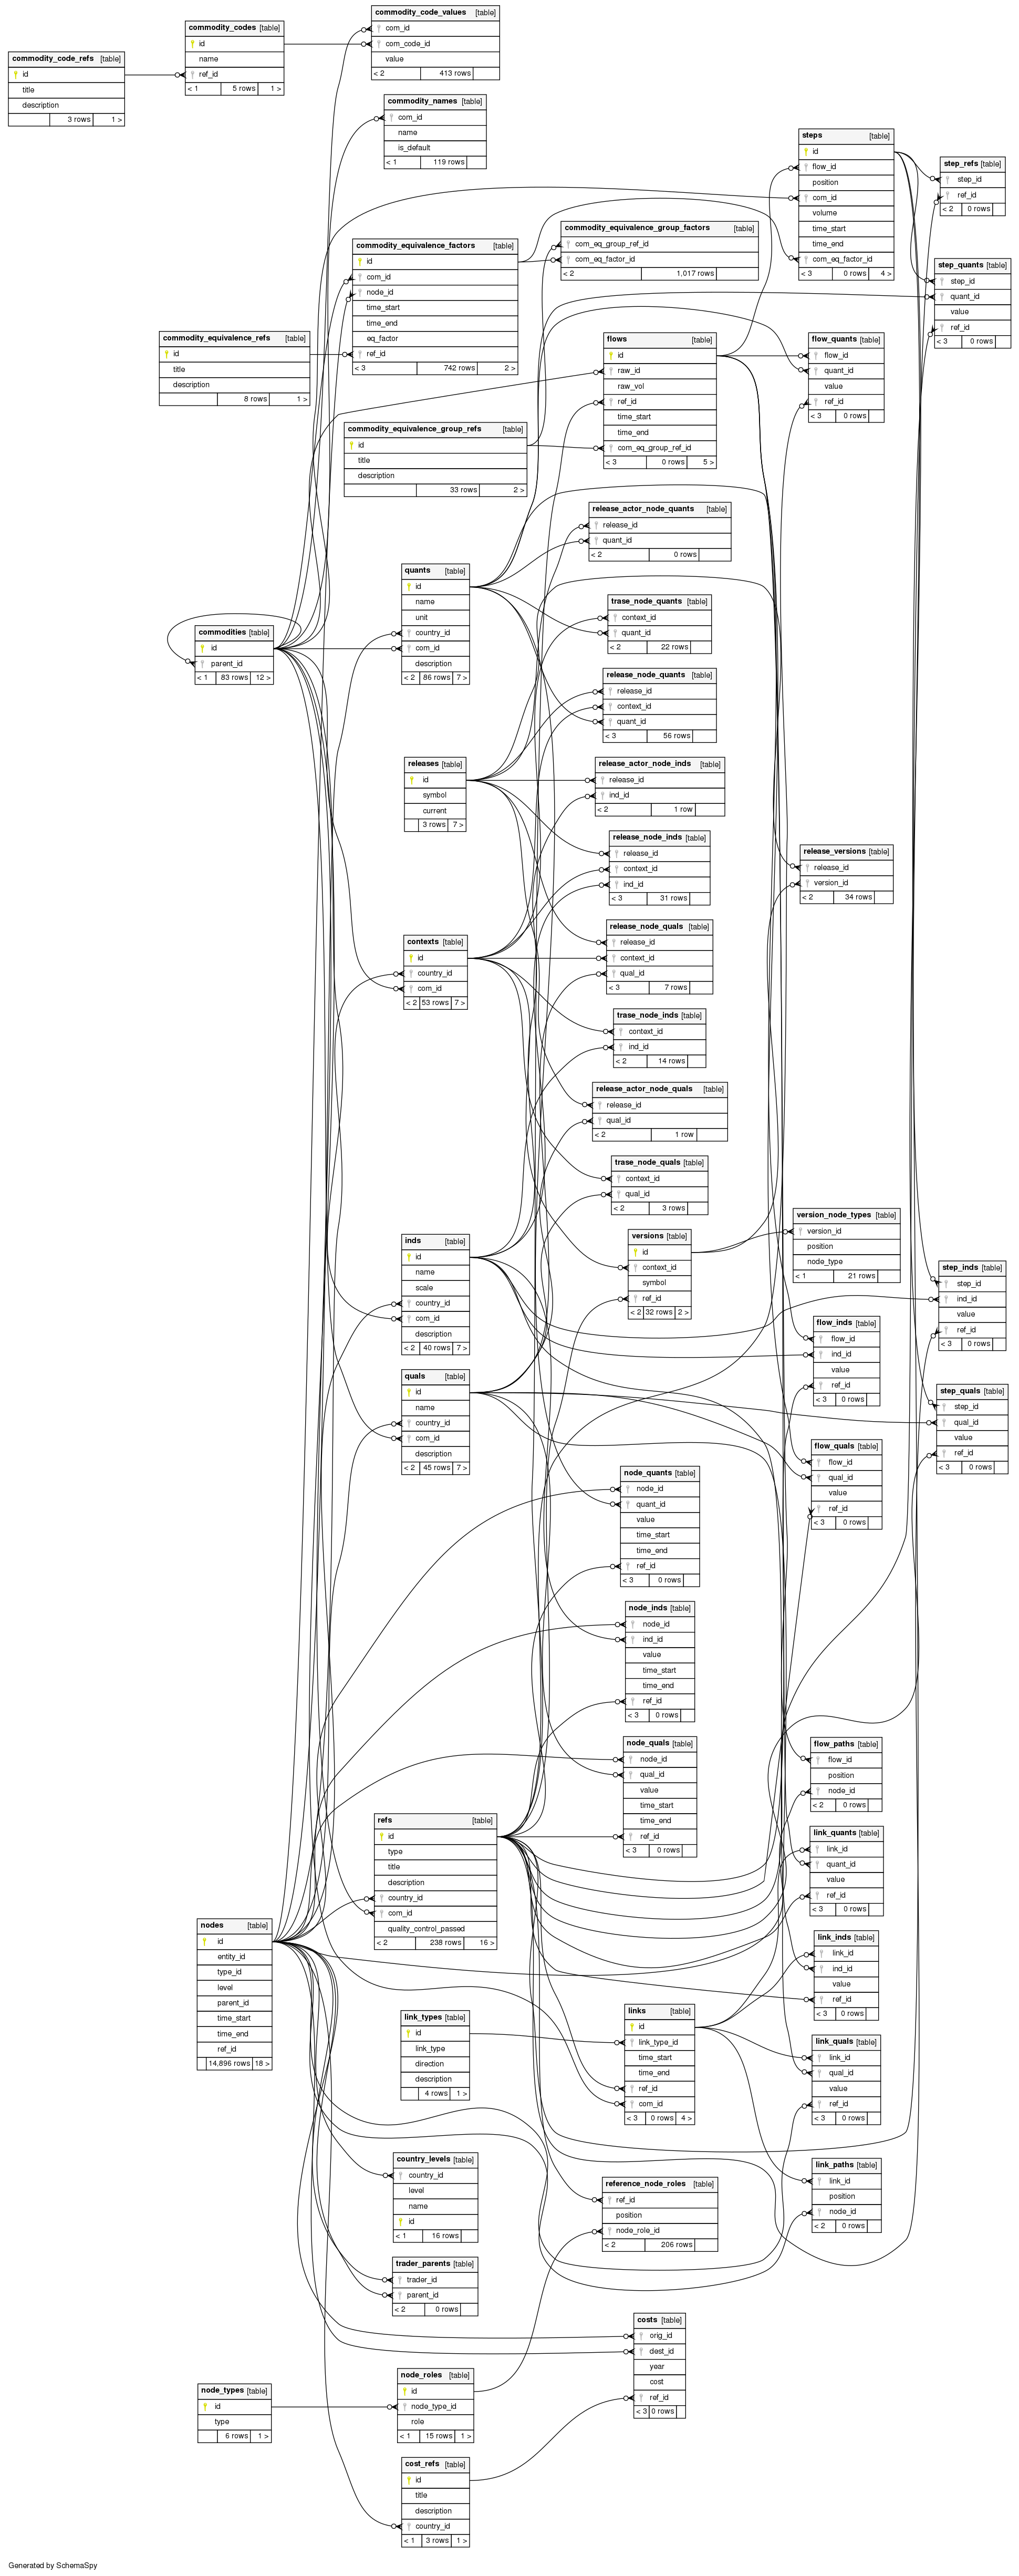 commodity_code_refs [table]
id
title
description
3 rows 1 >
commodity_codes [table]
id
name
ref_id
< 1 5 rows 1 >
commodity_code_values [table]
com_id
com_code_id
value
< 2 413 rows
commodity_names [table]
com_id
name
is_default
< 1 119 rows
steps [table]
id
flow_id
position
com_id
volume
time_start
time_end
com_eq_factor_id
< 3 0 rows 4 >
step_refs [table]
step_id
ref_id
< 2 0 rows
commodity_equivalence_group_factors [table]
com_eq_group_ref_id
com_eq_factor_id
< 2 1,017 rows
commodity_equivalence_factors [table]
id
com_id
node_id
time_start
time_end
eq_factor
ref_id
< 3 742 rows 2 >
step_quants [table]
step_id
quant_id
value
ref_id
< 3 0 rows
commodity_equivalence_refs [table]
id
title
description
8 rows 1 >
flows [table]
id
raw_id
raw_vol
ref_id
time_start
time_end
com_eq_group_ref_id
< 3 0 rows 5 >
flow_quants [table]
flow_id
quant_id
value
ref_id
< 3 0 rows
commodity_equivalence_group_refs [table]
id
title
description
33 rows 2 >
release_actor_node_quants [table]
release_id
quant_id
< 2 0 rows
quants [table]
id
name
unit
country_id
com_id
description
< 2 86 rows 7 >
trase_node_quants [table]
context_id
quant_id
< 2 22 rows
commodities [table]
id
parent_id
< 1 83 rows 12 >
release_node_quants [table]
release_id
context_id
quant_id
< 3 56 rows
releases [table]
id
symbol
current
3 rows 7 >
release_actor_node_inds [table]
release_id
ind_id
< 2 1 row
release_node_inds [table]
release_id
context_id
ind_id
< 3 31 rows
release_versions [table]
release_id
version_id
< 2 34 rows
release_node_quals [table]
release_id
context_id
qual_id
< 3 7 rows
contexts [table]
id
country_id
com_id
< 2 53 rows 7 >
trase_node_inds [table]
context_id
ind_id
< 2 14 rows
release_actor_node_quals [table]
release_id
qual_id
< 2 1 row
trase_node_quals [table]
context_id
qual_id
< 2 3 rows
version_node_types [table]
version_id
position
node_type
< 1 21 rows
versions [table]
id
context_id
symbol
ref_id
< 2 32 rows 2 >
inds [table]
id
name
scale
country_id
com_id
description
< 2 40 rows 7 >
step_inds [table]
step_id
ind_id
value
ref_id
< 3 0 rows
flow_inds [table]
flow_id
ind_id
value
ref_id
< 3 0 rows
quals [table]
id
name
country_id
com_id
description
< 2 45 rows 7 >
step_quals [table]
step_id
qual_id
value
ref_id
< 3 0 rows
flow_quals [table]
flow_id
qual_id
value
ref_id
< 3 0 rows
node_quants [table]
node_id
quant_id
value
time_start
time_end
ref_id
< 3 0 rows
node_inds [table]
node_id
ind_id
value
time_start
time_end
ref_id
< 3 0 rows
node_quals [table]
node_id
qual_id
value
time_start
time_end
ref_id
< 3 0 rows
flow_paths [table]
flow_id
position
node_id
< 2 0 rows
refs [table]
id
type
title
description
country_id
com_id
quality_control_passed
< 2 238 rows 16 >
link_quants [table]
link_id
quant_id
value
ref_id
< 3 0 rows
nodes [table]
id
entity_id
type_id
level
parent_id
time_start
time_end
ref_id
14,896 rows 18 >
link_inds [table]
link_id
ind_id
value
ref_id
< 3 0 rows
links [table]
id
link_type_id
time_start
time_end
ref_id
com_id
< 3 0 rows 4 >
link_types [table]
id
link_type
direction
description
4 rows 1 >
link_quals [table]
link_id
qual_id
value
ref_id
< 3 0 rows
country_levels [table]
country_id
level
name
id
< 1 16 rows
link_paths [table]
link_id
position
node_id
< 2 0 rows
reference_node_roles [table]
ref_id
position
node_role_id
< 2 206 rows
trader_parents [table]
trader_id
parent_id
< 2 0 rows
costs [table]
orig_id
dest_id
year
cost
ref_id
< 3 0 rows
node_types [table]
id
type
6 rows 1 >
node_roles [table]
id
node_type_id
role
< 1 15 rows 1 >
cost_refs [table]
id
title
description
country_id
< 1 3 rows 1 >
Generated by SchemaSpy